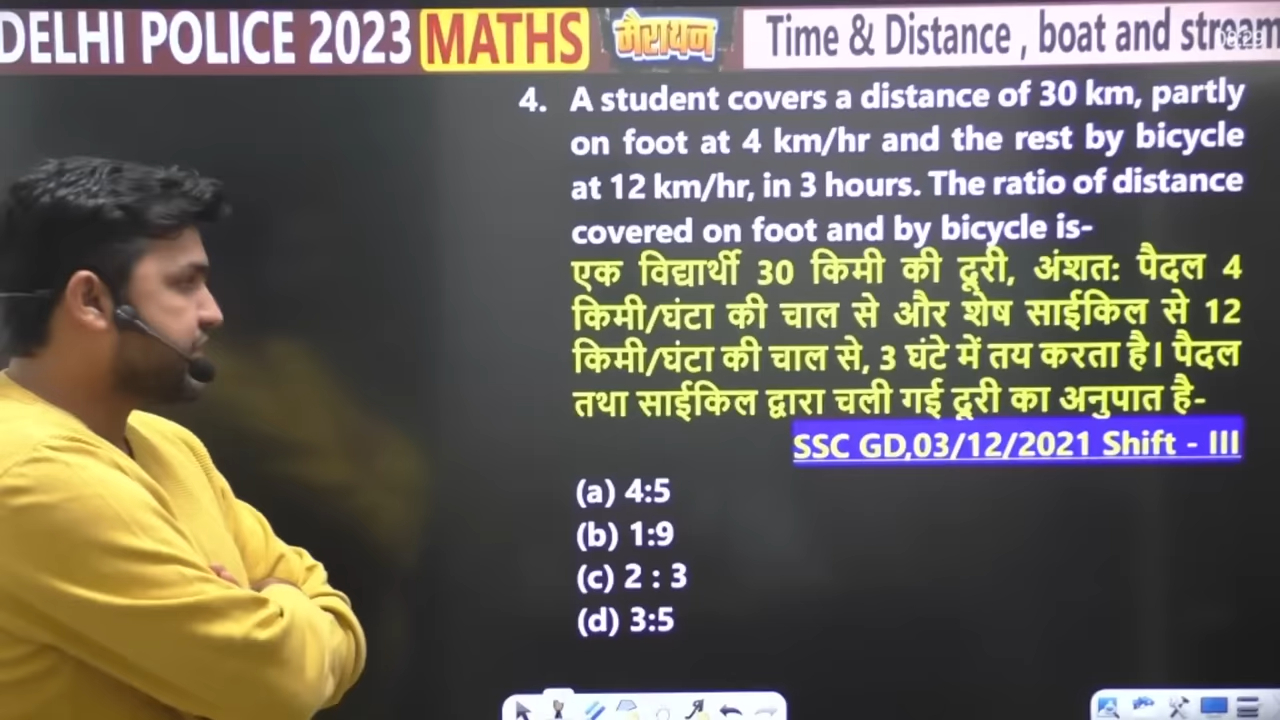 DELHI POLICE 2023 MATHS मैराथन Time & Distance , boat and stream
4. A student covers a distance of 30 km, partly
on foot at 4 km/hr and the rest by bicycle
at 12 km/hr, in 3 hours. The ratio of distance
covered on foot and by bicycle is-
एक विद्यार्थी 30 किमी की दूरी, अंशत: पैदल 4
किमी/घंटा की चाल से और शेष साईकिल से 12
किमी/घंटा की चाल से, 3 घंटे में तय करता है। पैदल
तथा साईकिल द्वारा चली गई दूरी का अनुपात है-
SSC GD,03/12/2021 Shift - III
(a) 4:5
(b) 1:9
(c) 2 : 3
(d) 3:5